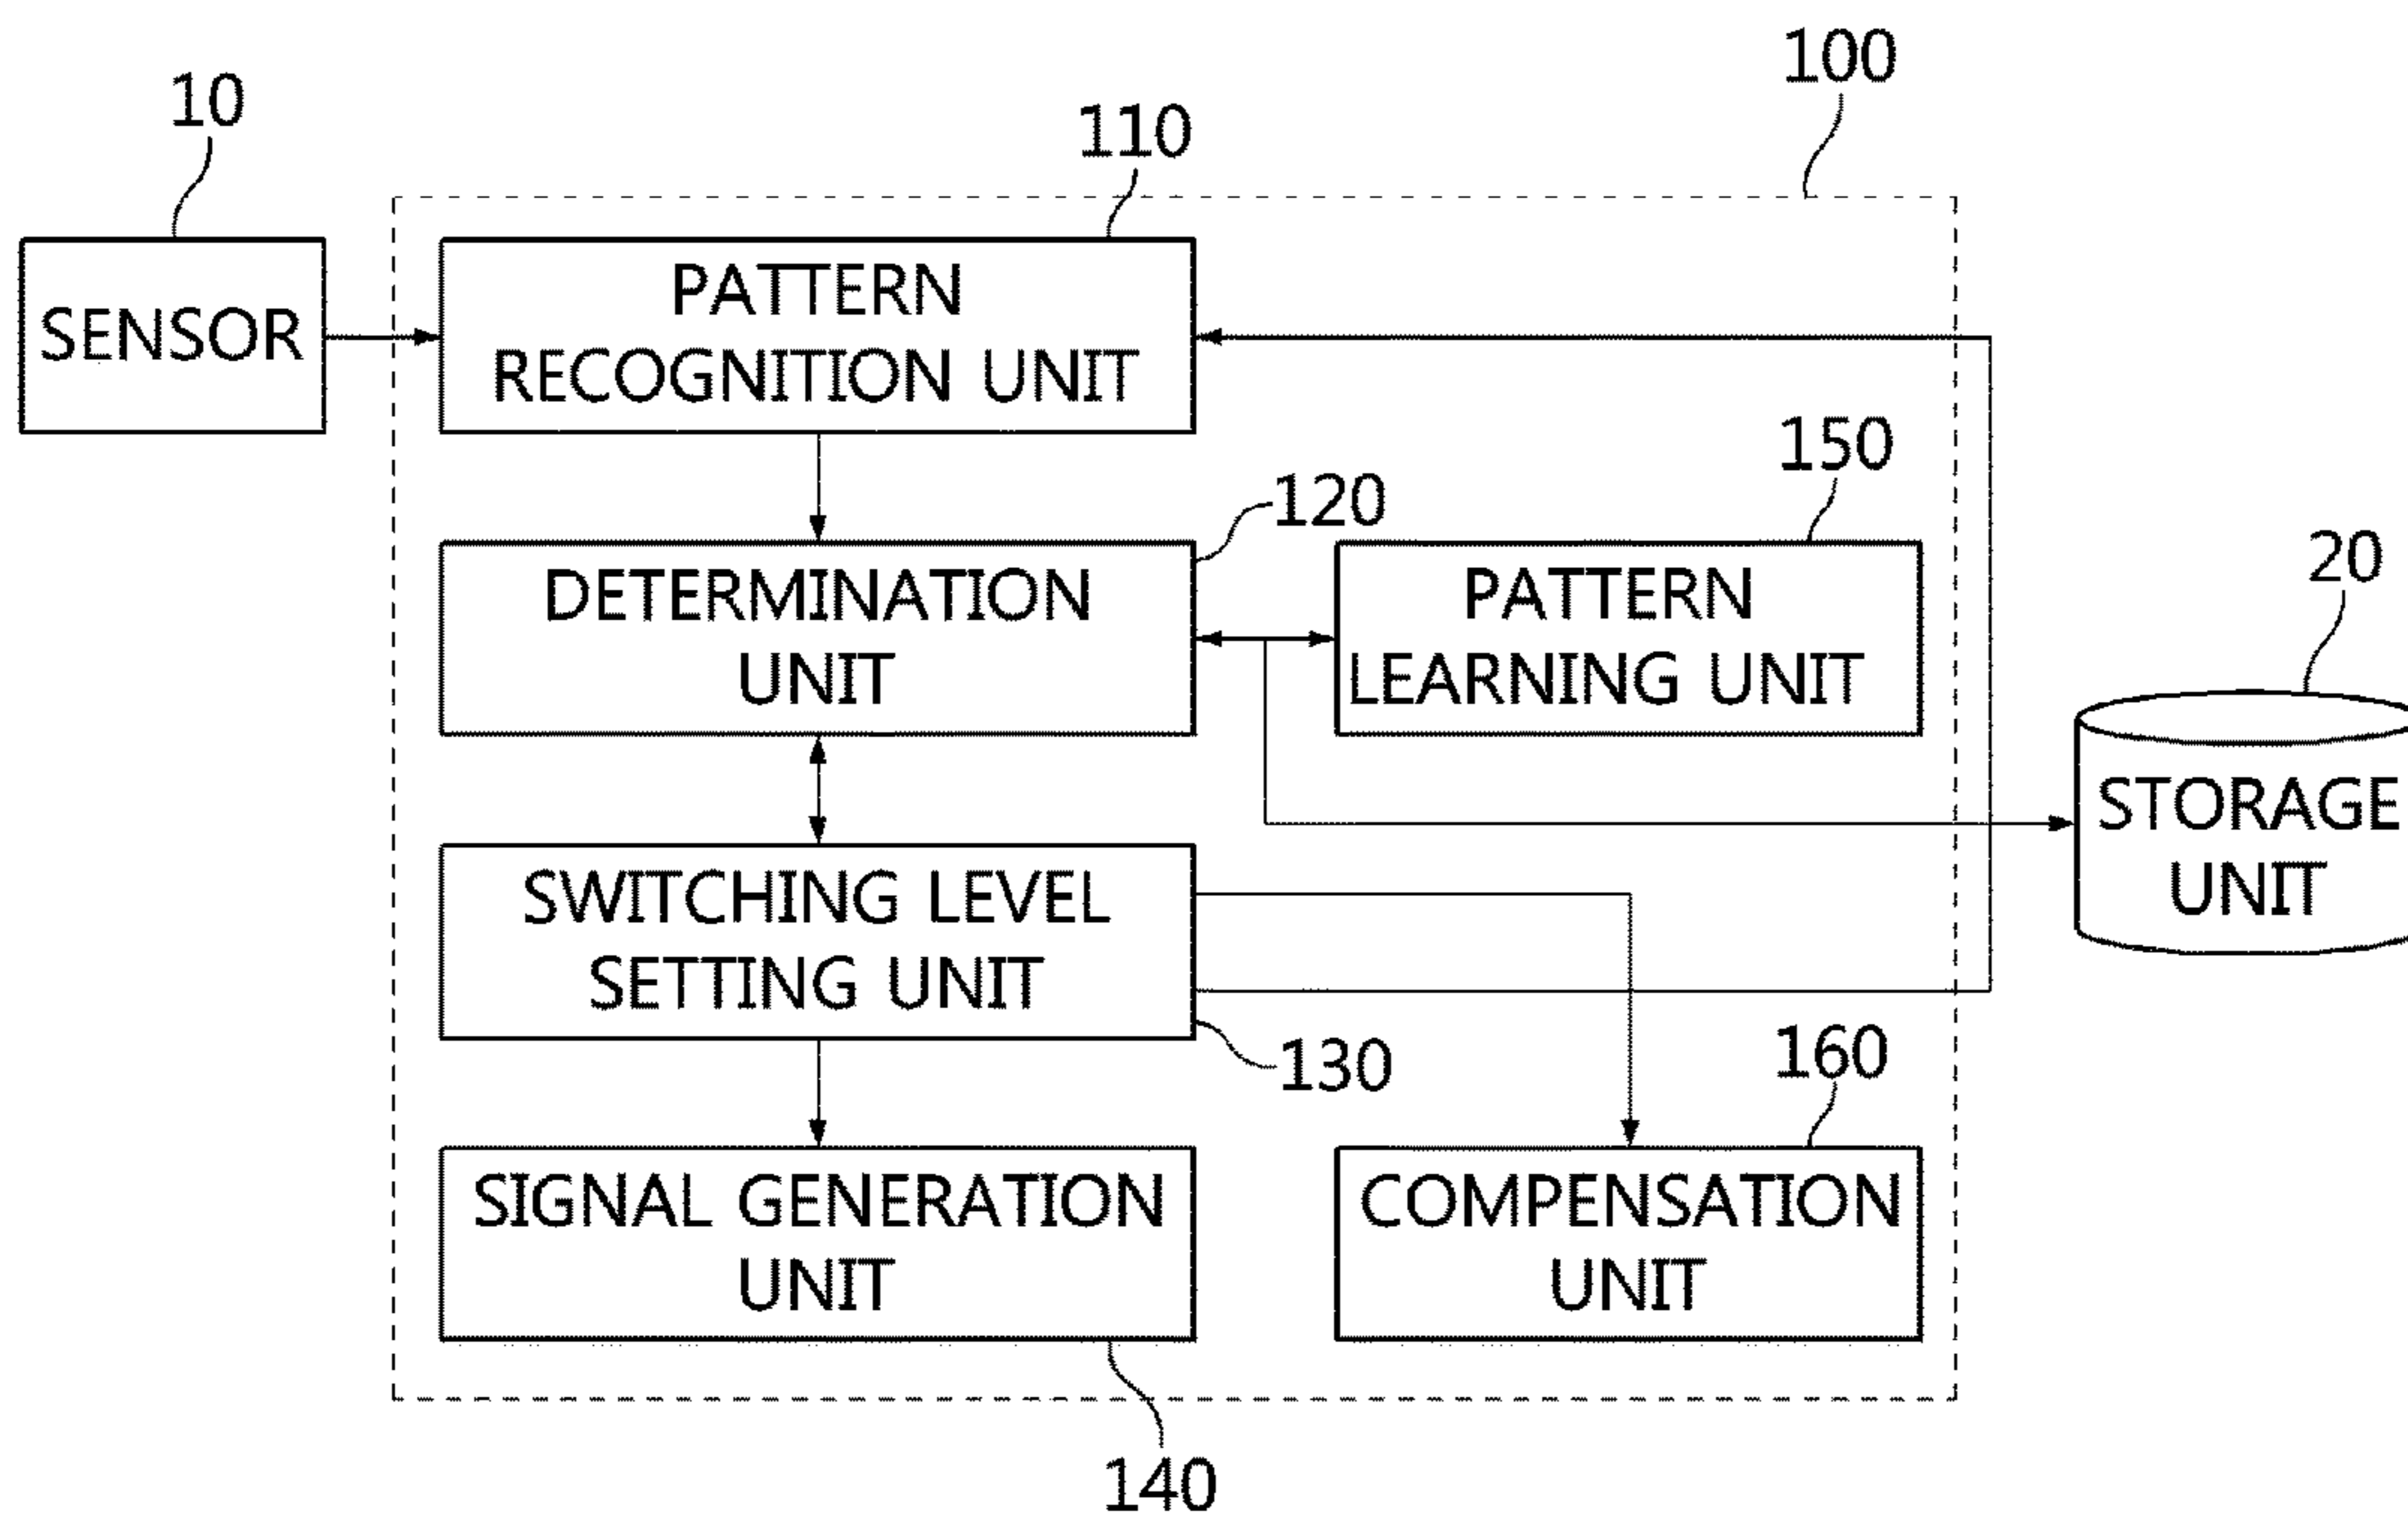 100
10
110
SENSOR
PATTERN
RECOGNITION UNIT
150
120
20
DETERMINATION
UNIT
PATTERN
LEARNING UNIT
STORAGE
UNIT
SWITCHING LEVEL
SETTING UNIT
130
160
SIGNAL GENERATION
UNIT
COMPENSATION
UNIT
140